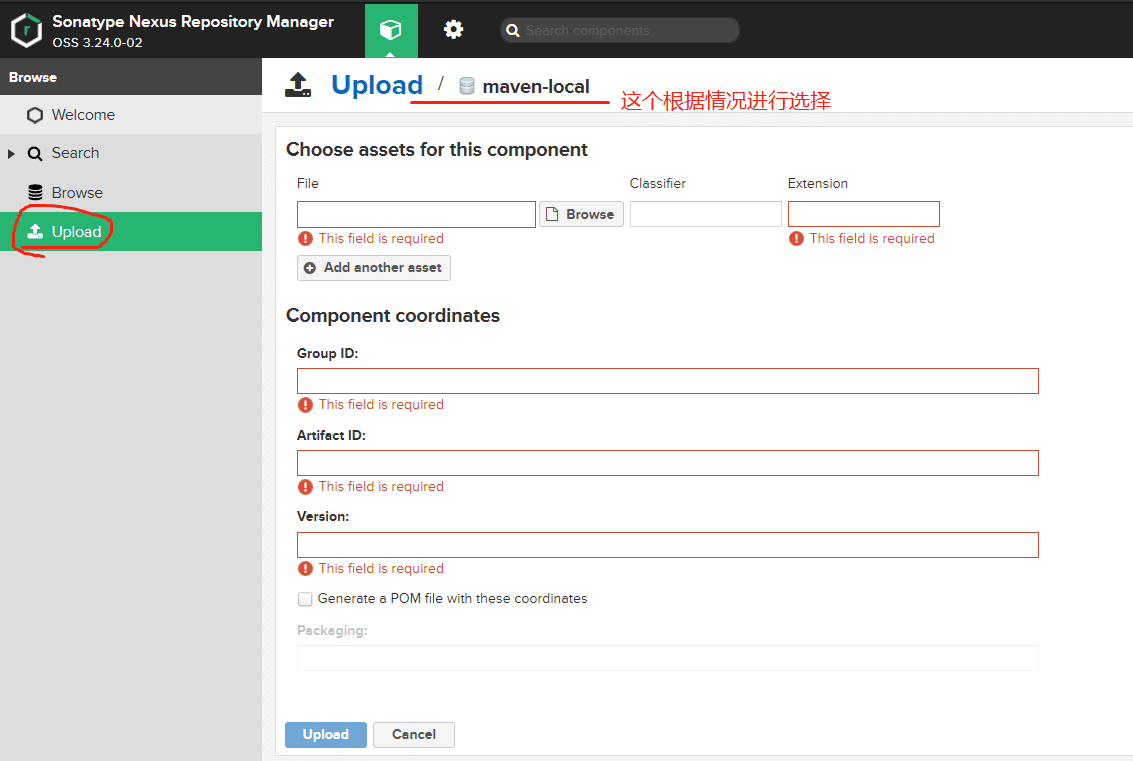 Sonatype Nexus Repository Manager
OSS 3.24.0-02
Search components
Browse
Welcome
Search
Browse
Upload
Upload / maven-local
这个根据情况进行选择
Choose assets for this component
File Classifier Extension
Browse
This field is required This field is required
Add another asset
Component coordinates
Group ID:
This field is required
Artifact ID:
This field is required
Version:
This field is required
Generate a POM file with these coordinates
Packaging:
Upload Cancel